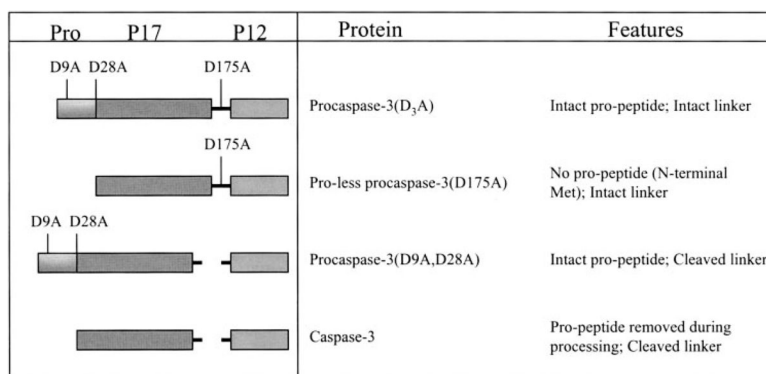 Pro P17 P12 Protein Features
D9A D28A D175A
Procaspase-3(D₃A) Intact pro-peptide; Intact linker
D175A
Pro-less procaspase-3(D175A) No pro-peptide (N-terminal
Met); Intact linker
D9A D28A
Procaspase-3(D9A,D28A) Intact pro-peptide; Cleaved linker
Caspase-3 Pro-peptide removed during
processing; Cleaved linker